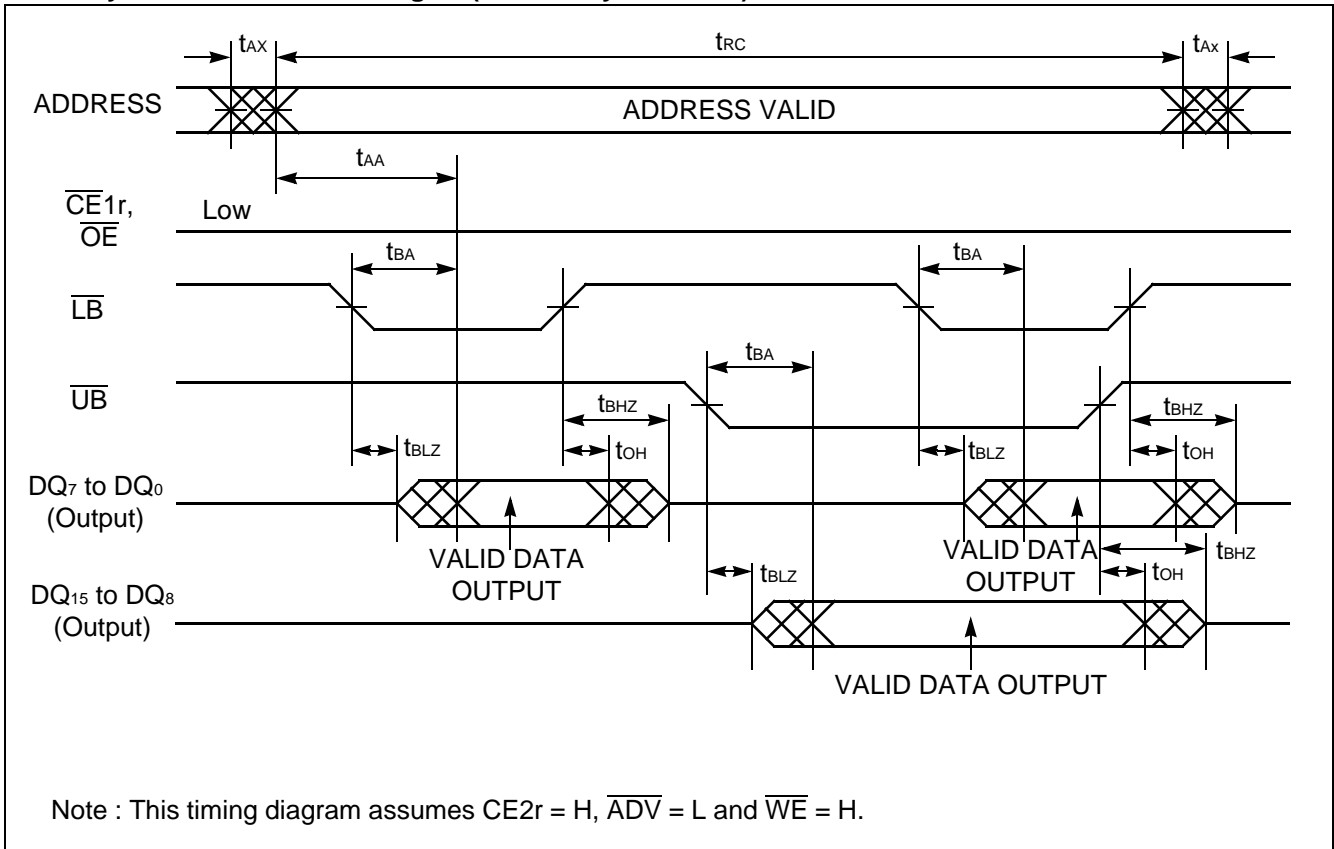 tAX tRC tAx
ADDRESS ADDRESS VALID
tAA
CE1r, Low
OE
tBA tBA
LB
tBA
UB
tBHZ tBHZ
tBLZ tOH tBLZ tOH
DQ7 to DQ0
(Output)
VALID DATA VALID DATA tBHZ
OUTPUT OUTPUT
tBLZ tOH
DQ15 to DQ8
(Output)
VALID DATA OUTPUT
Note : This timing diagram assumes CE2r = H, ADV = L and WE = H.